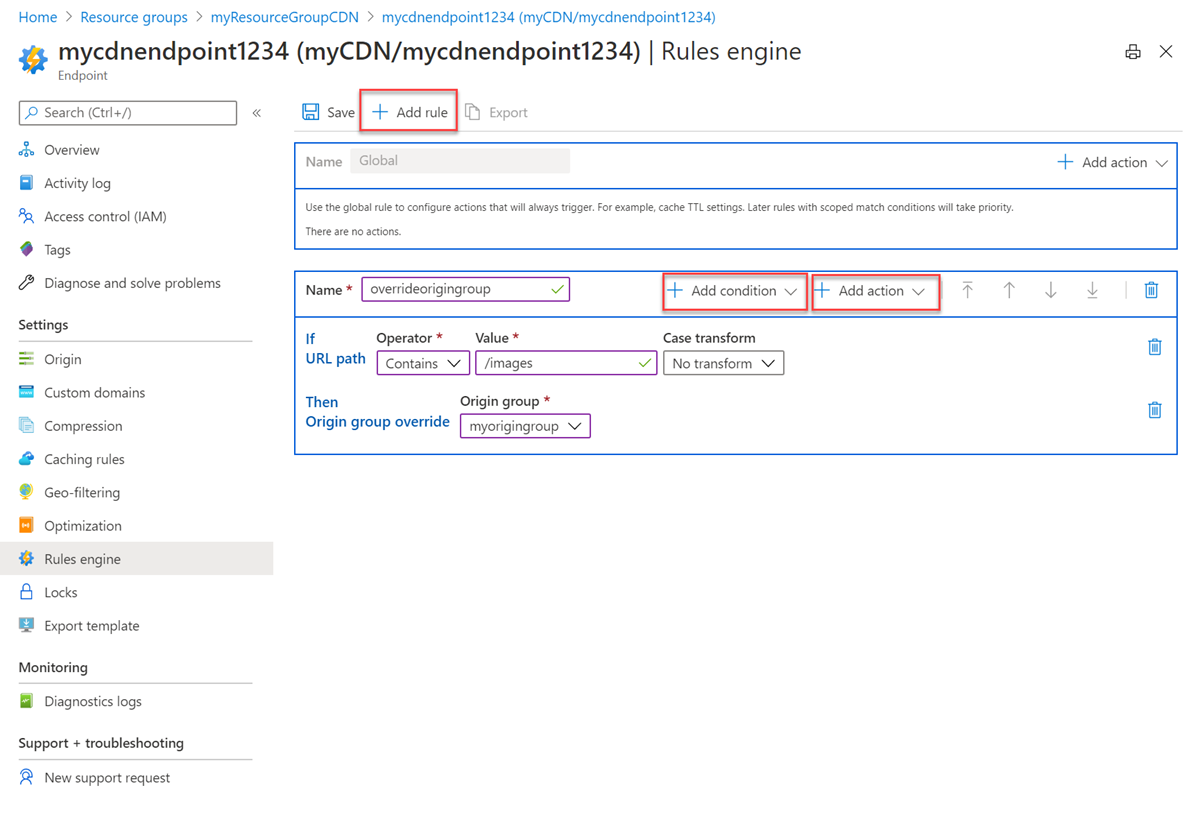 Home > Resource groups > myResourceGroupCDN > mycdnendpoint1234 (myCDN/mycdnendpoint1234)
mycdnendpoint1234 (myCDN/mycdnendpoint1234) | Rules engine
Endpoint
Search (Ctrl+/)
«
Overview
Activity log
Access control (IAM)
Tags
Diagnose and solve problems
Settings
Origin
Custom domains
Compression
Caching rules
Geo-filtering
Optimization
Rules engine
Locks
Export template
Monitoring
Diagnostics logs
Support + troubleshooting
New support request
Save + Add rule Export
Name Global + Add action
Use the global rule to configure actions that will always trigger. For example, cache TTL settings. Later rules with scoped match conditions will take priority.
There are no actions.
Name * overrideorigingroup + Add condition + Add action
If Operator * Value * Case transform
URL path Contains /images No transform
Then Origin group *
Origin group override myorigingroup